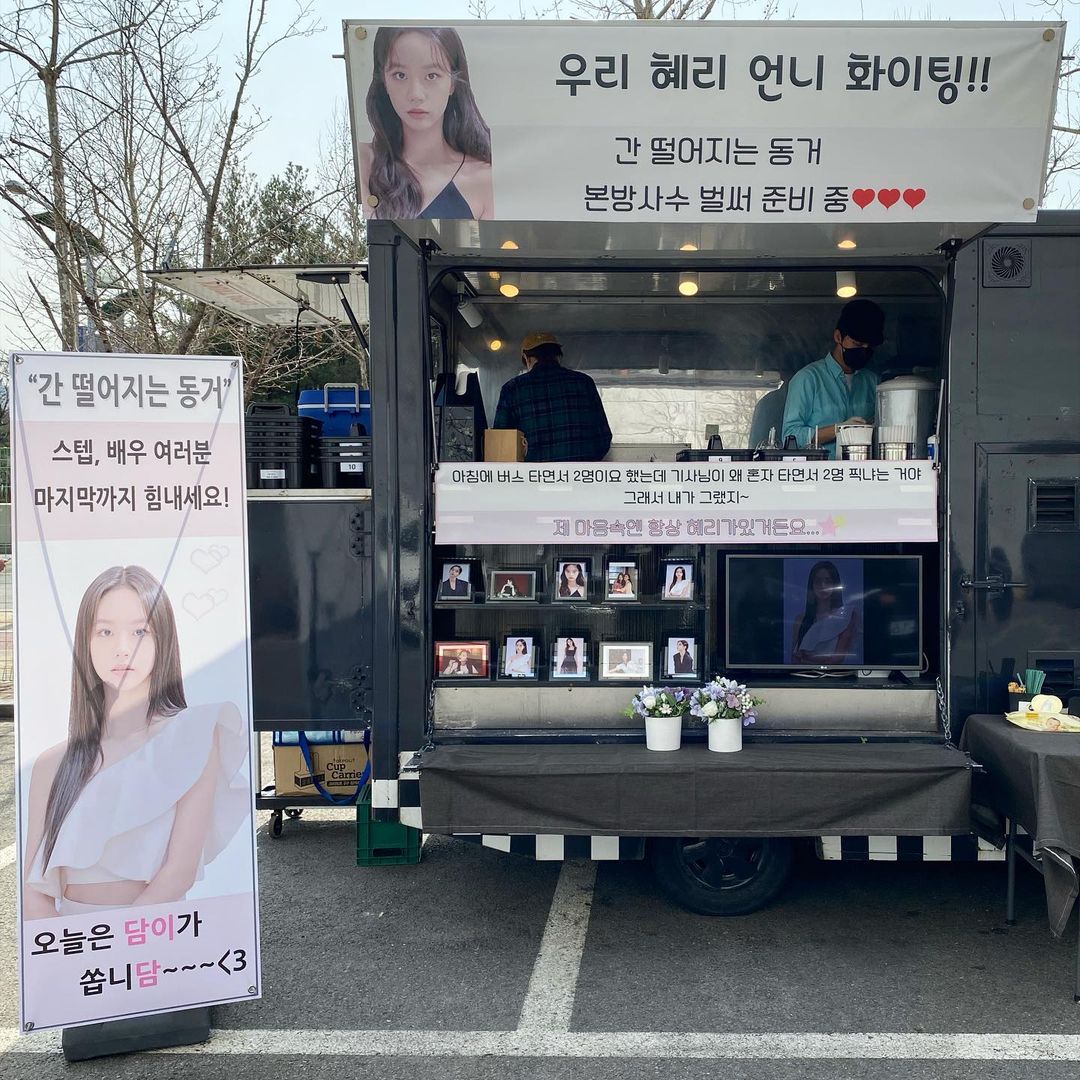 우리 혜리 언니 화이팅!!
간 떨어지는 동거
본방사수 벌써 준비 중♥♥♥
"간 떨어지는 동거"
스텝, 배우 여러분
마지막까지 힘내세요!
오늘은 담이가
쏩니담~~~<3
아침에 버스 타면서 2명이요 했는데 기사님이 왜 혼자 타면서 2명 찍냐는 거야
그래서 내가 그랬지~
제 마음속엔 항상 혜리가있거든요...
10
takeout
Cup
Carrier
LG